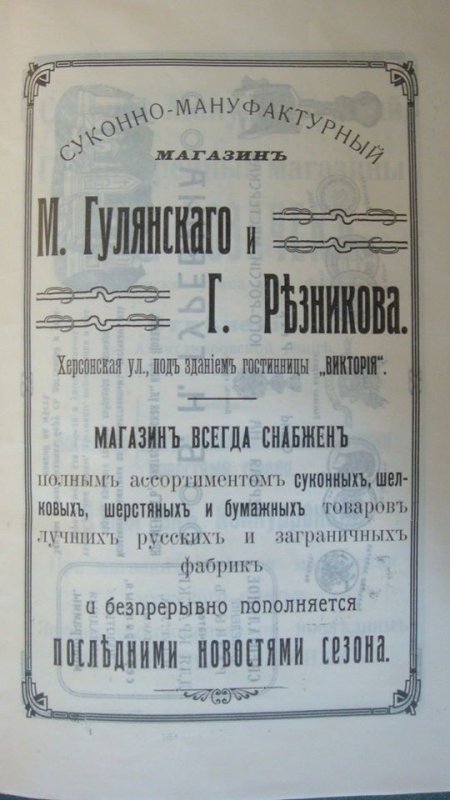 СУКОННО-МАНУФАКТУРНЫЙ
МАГАЗИНЪ
М. Гулянскаго и
Г. Рѣзникова.
Херсонская ул., подъ зданіемъ гостинницы „ВИКТОРІЯ“.
МАГАЗИНЪ ВСЕГДА СНАБЖЕНЪ
полнымъ ассортиментомъ суконныхъ, шел-
ковыхъ, шерстяныхъ и бумажныхъ товаровъ
лучшихъ русскихъ и заграничныхъ
фабрикъ
и безпрерывно пополняется
ПОСЛѢДНИМИ НОВОСТЯМИ СЕЗОНА.